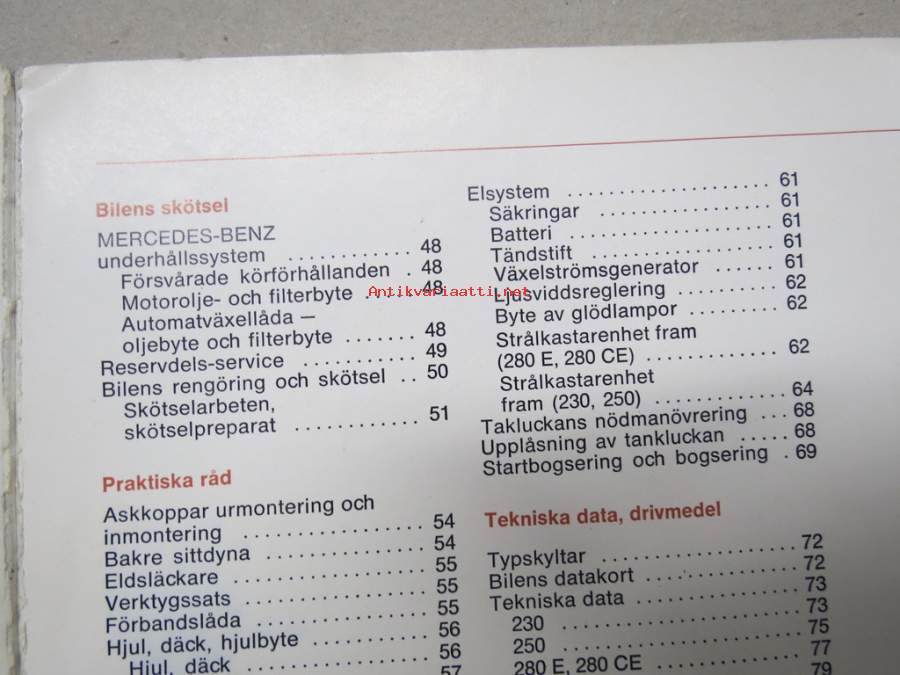 Bilens skötsel
MERCEDES-BENZ
underhållssystem ............ 48
Försvårade körförhållanden . 48
Motorolje- och filterbyte ..... 48
Automatväxellåda —
oljebyte och filterbyte ....... 48
Reservdels-service ........... 49
Bilens rengöring och skötsel .. 50
Skötselarbeten,
skötselpreparat ............ 51
Praktiska råd
Askkoppar urmontering och
inmontering ................. 54
Bakre sittdyna .............. 54
Eldsläckare ................. 55
Verktygssats ................ 55
Förbandslåda ................ 55
Hjul, däck, hjulbyte .......... 56
Hjul, däck ................ 56
57
Elsystem .................... 61
Säkringar ................. 61
Batteri .................... 61
Tändstift .................. 61
Växelströmsgenerator ...... 61
Ljusviddsreglering .......... 62
Byte av glödlampor ......... 62
Strålkastarenhet fram
(280 E, 280 CE) ............. 62
Strålkastarenhet
fram (230, 250) ............. 64
Takluckans nödmanövrering ... 68
Upplåsning av tankluckan ..... 68
Startbogsering och bogsering . 69
Tekniska data, drivmedel
Typskyltar ................... 72
Bilens datakort ............... 72
Tekniska data ................ 73
230 ....................... 73
250 ....................... 75
280 E, 280 CE .............. 77
79
Antikvariaatti.net